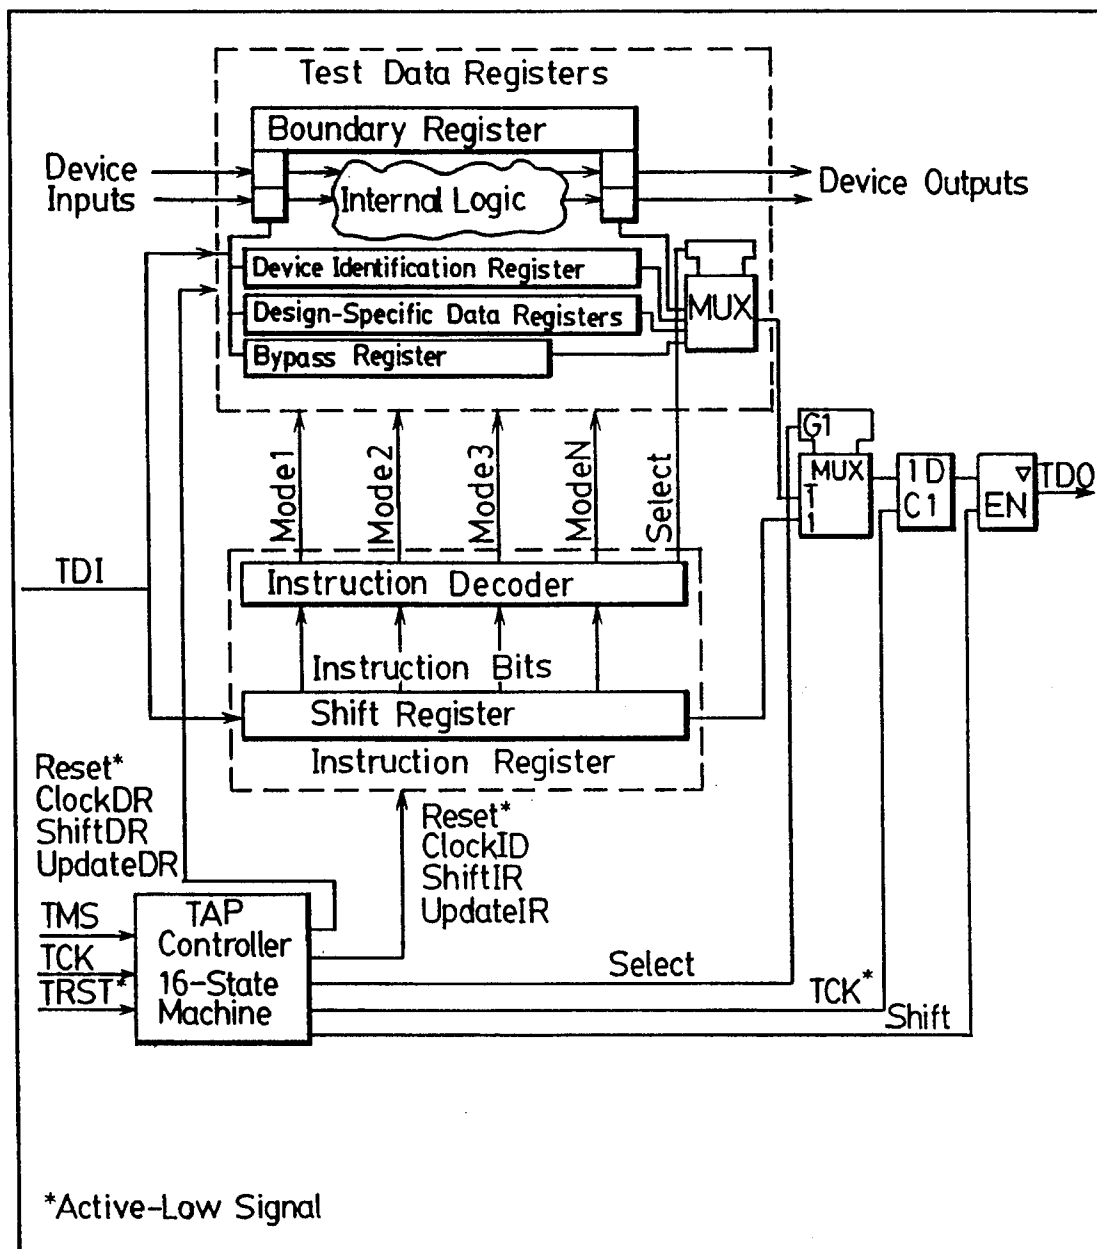 Test Data Registers
Boundary Register
Device
Inputs
Internal Logic
Device Outputs
Device Identification Register
Design-Specific Data Registers
Bypass Register
MUX
Mode1
Mode2
Mode3
ModeN
Select
G1
MUX
1
1
1D
C1
▽
EN
TDO
TDI
Instruction Decoder
Instruction Bits
Shift Register
Instruction Register
Reset*
ClockDR
ShiftDR
UpdateDR
Reset*
ClockID
ShiftIR
UpdateIR
TMS
TCK
TRST*
TAP
Controller
16-State
Machine
Select
TCK*
Shift
*Active-Low Signal